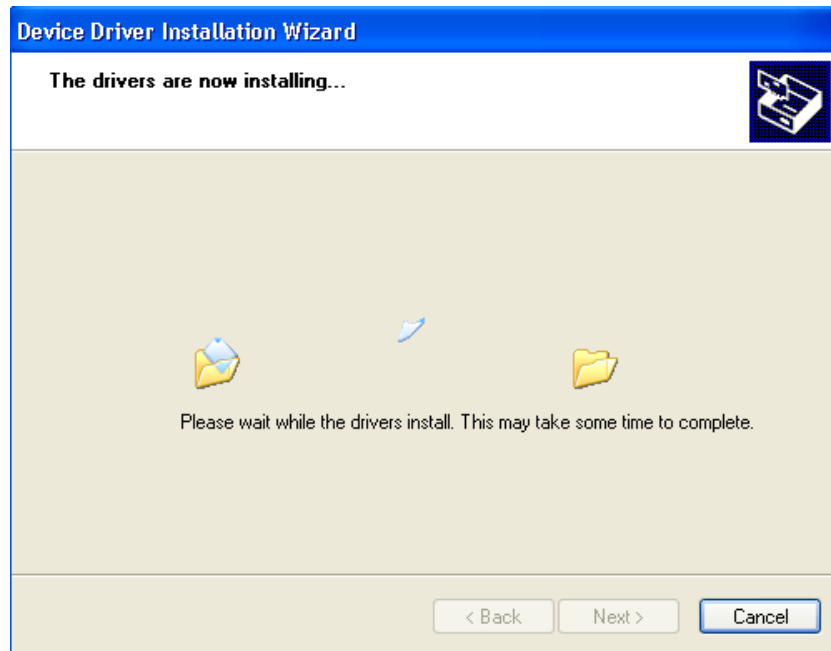 Device Driver Installation Wizard
The drivers are now installing...
Please wait while the drivers install. This may take some time to complete.
< Back Next > Cancel